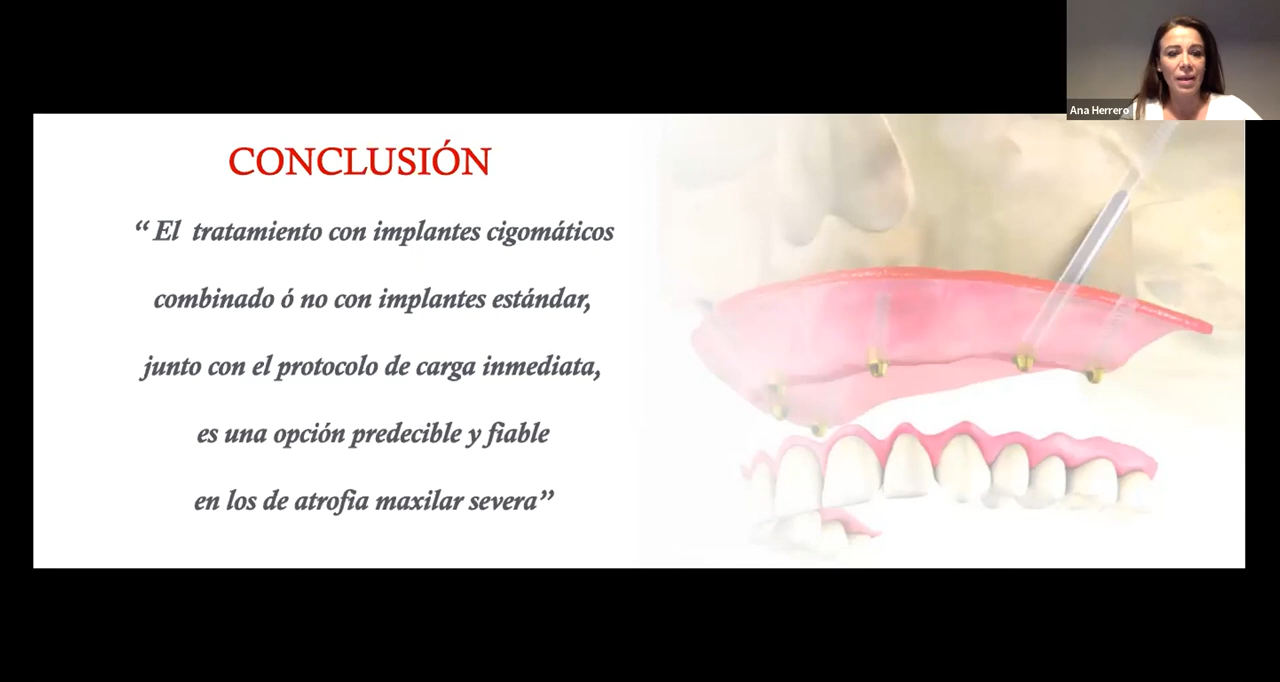 Ana Herrero
CONCLUSIÓN
“ El tratamiento con implantes cigomáticos
combinado ó no con implantes estándar,
junto con el protocolo de carga inmediata,
es una opción predecible y fiable
en los de atrofia maxilar severa”